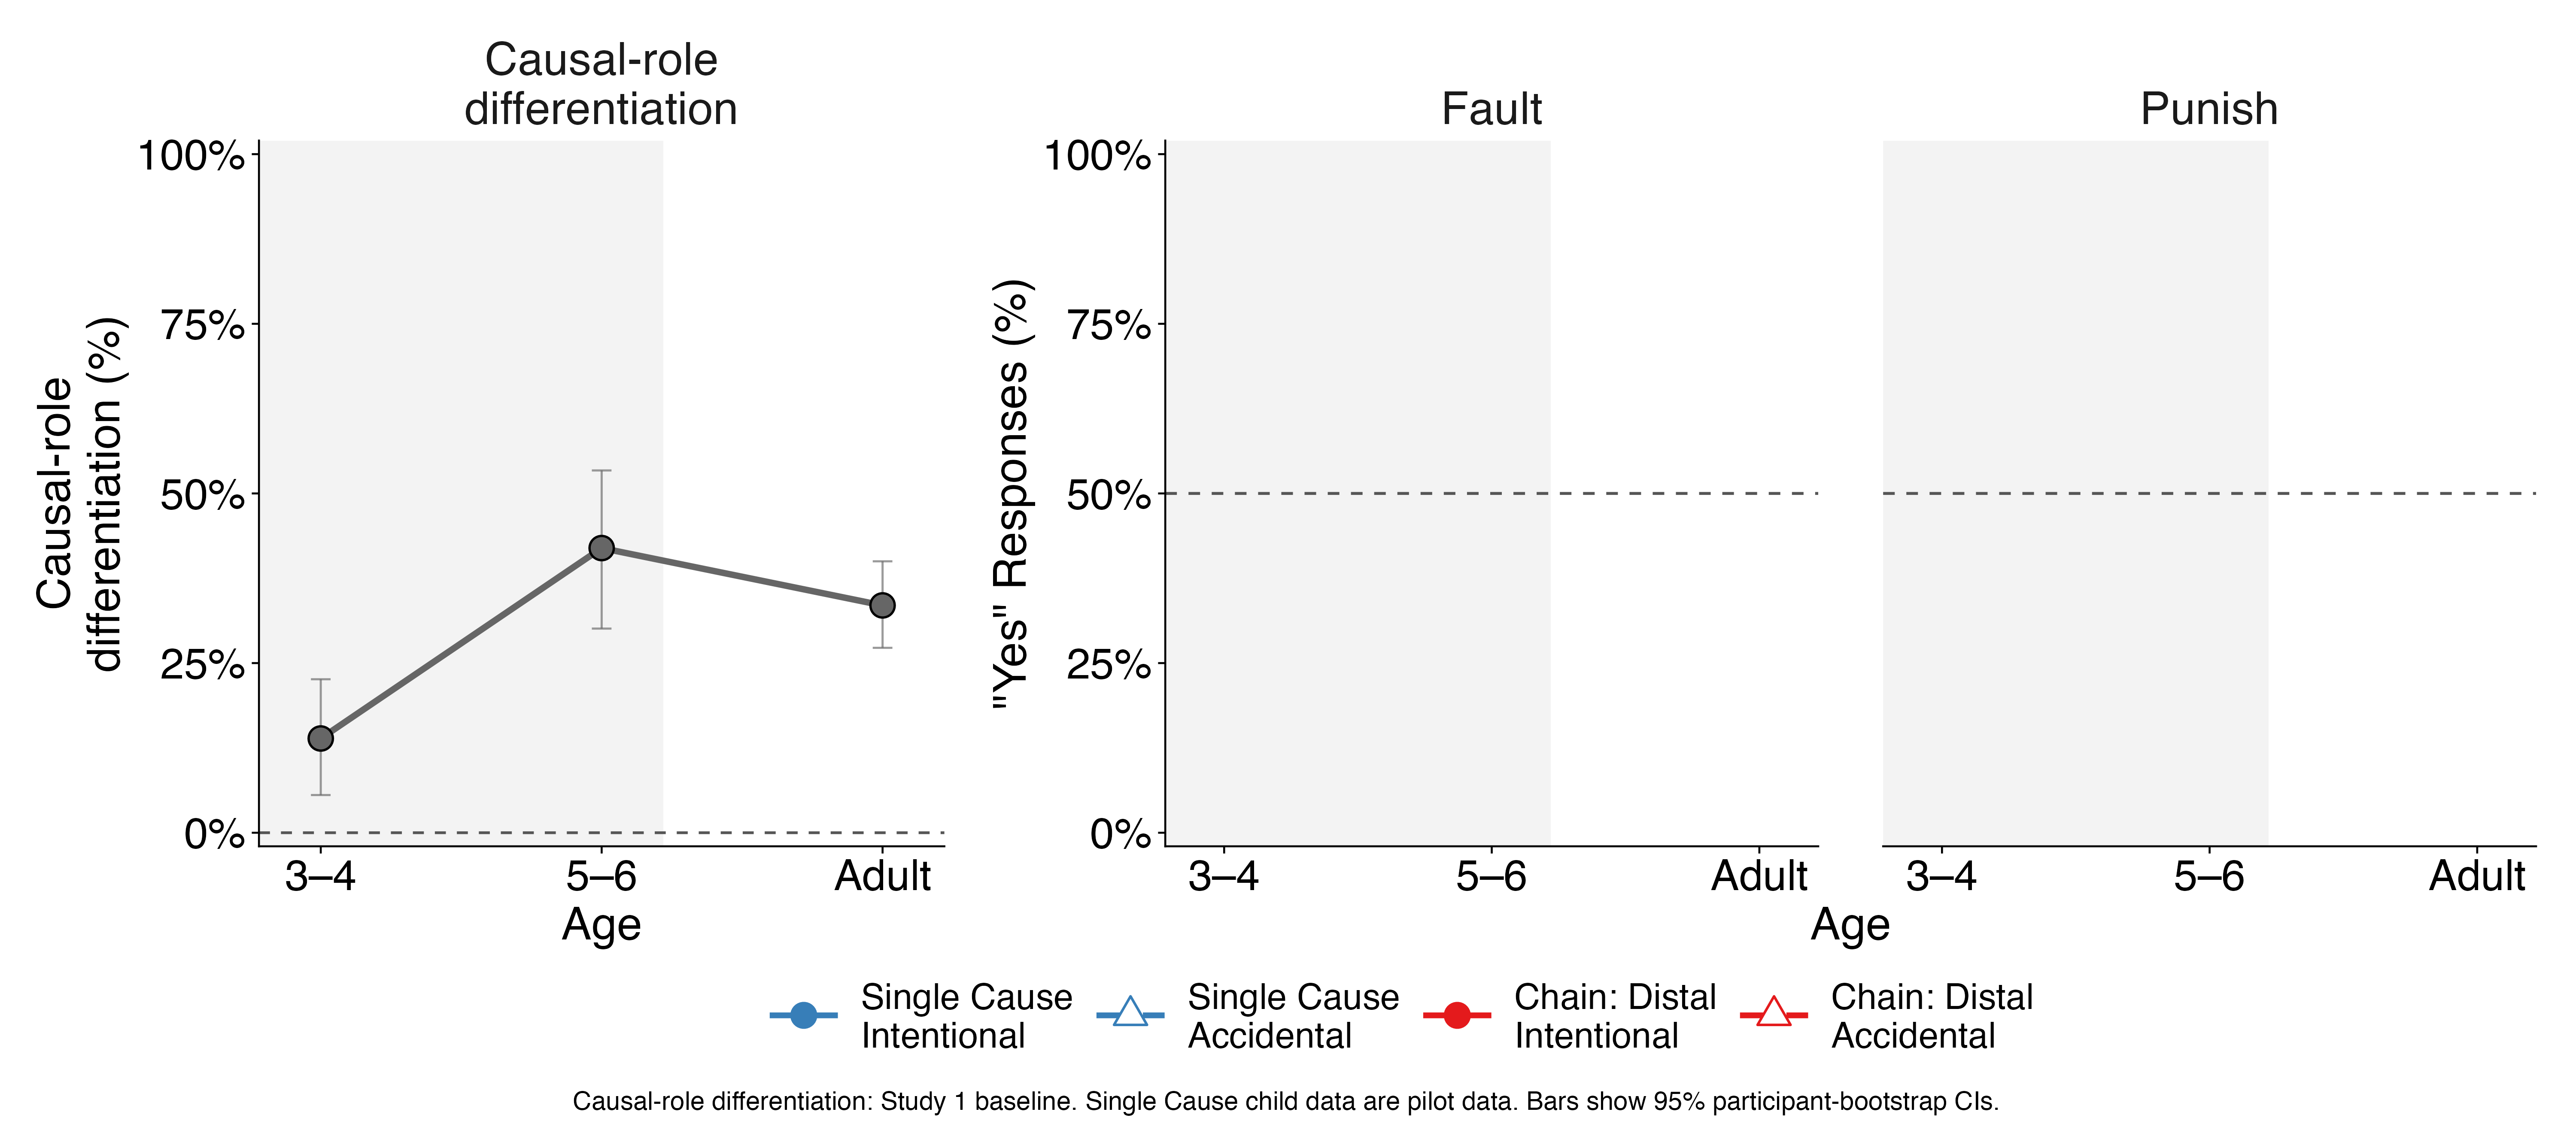 Causal-role
differentiation
Fault
Punish
Causal-role
differentiation (%)
100%
75%
50%
25%
0%
3–4
5–6
Adult
Age
"Yes" Responses (%)
100%
75%
50%
25%
0%
3–4
5–6
Adult
3–4
5–6
Adult
Age
Single Cause
Intentional
Single Cause
Accidental
Chain: Distal
Intentional
Chain: Distal
Accidental
Causal-role differentiation: Study 1 baseline. Single Cause child data are pilot data. Bars show 95% participant-bootstrap CIs.